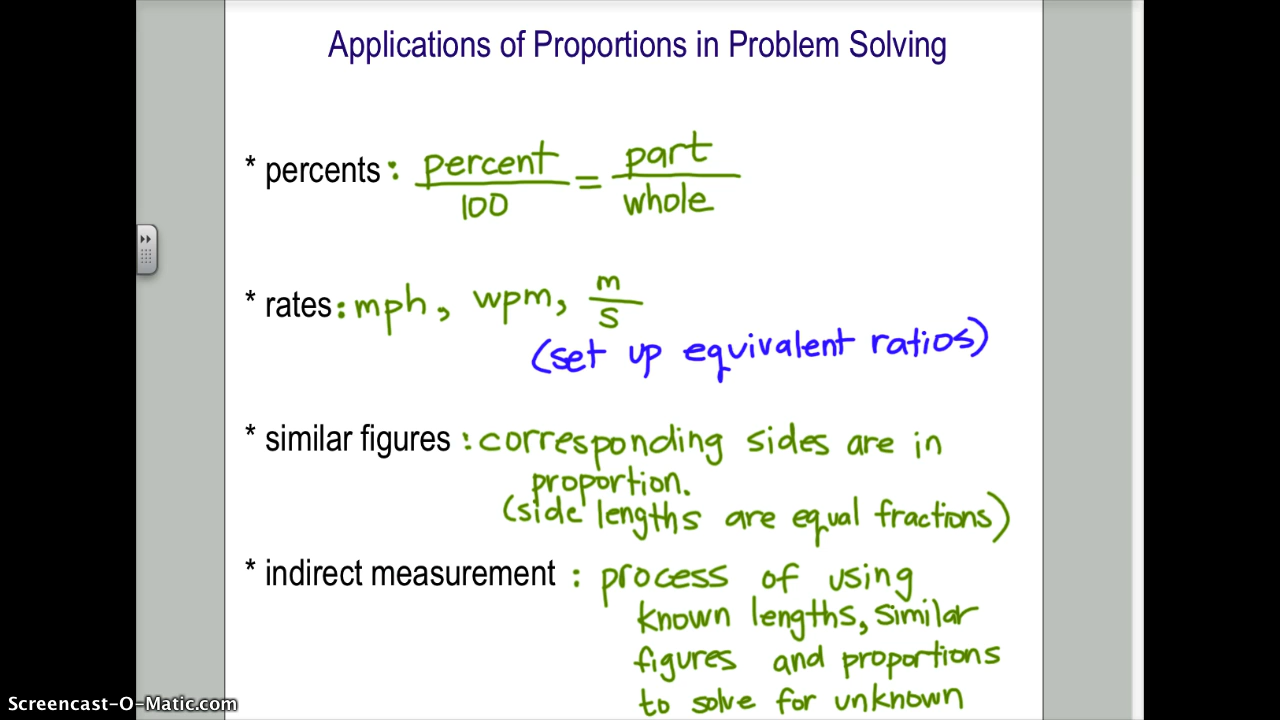 Applications of Proportions in Problem Solving
* percents: percent/100 = part/whole
* rates: mph, wpm, m/s
(set up equivalent ratios)
* similar figures: corresponding sides are in
proportion.
(side lengths are equal fractions)
* indirect measurement: process of using
known lengths, similar
figures and proportions
to solve for unknown
Screencast-O-Matic.com